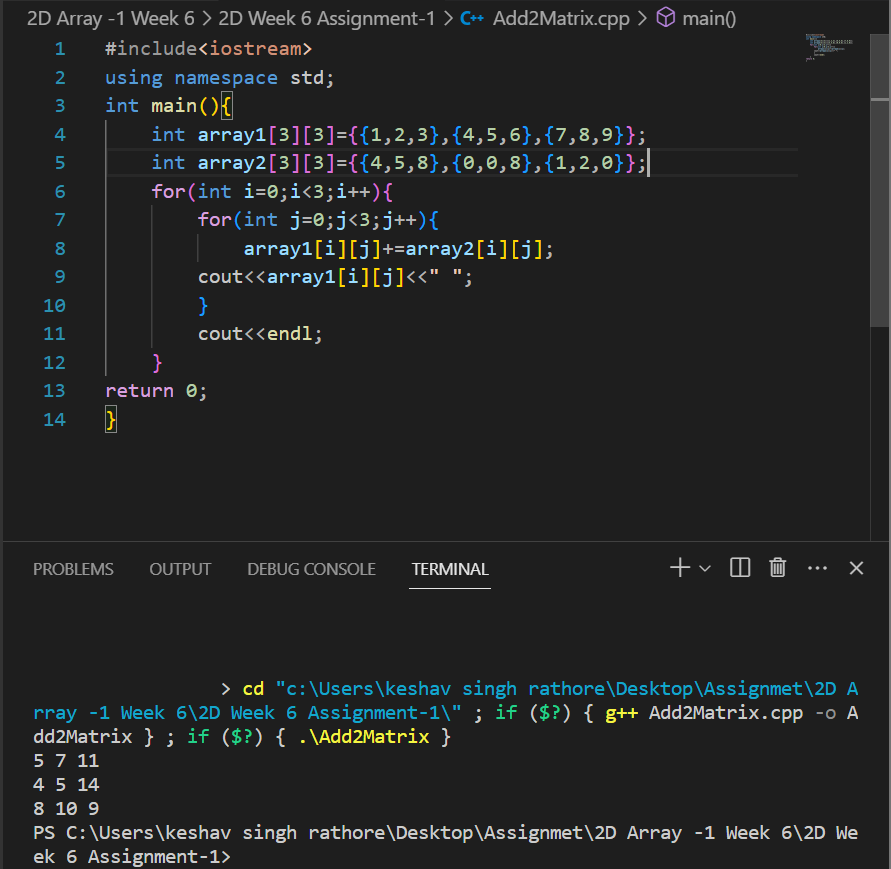 2D Array -1 Week 6 > 2D Week 6 Assignment-1 > C++ Add2Matrix.cpp > main()
1 #include<iostream>
2 using namespace std;
3 int main(){
4     int array1[3][3]={{1,2,3},{4,5,6},{7,8,9}};
5     int array2[3][3]={{4,5,8},{0,0,8},{1,2,0}};
6     for(int i=0;i<3;i++){
7         for(int j=0;j<3;j++){
8             array1[i][j]+=array2[i][j];
9         cout<<array1[i][j]<<" ";
10         }
11         cout<<endl;
12     }
13 return 0;
14 }
PROBLEMS OUTPUT DEBUG CONSOLE TERMINAL
> cd "c:\Users\keshav singh rathore\Desktop\Assignmet\2D A
rray -1 Week 6\2D Week 6 Assignment-1\" ; if ($?) { g++ Add2Matrix.cpp -o A
dd2Matrix } ; if ($?) { .\Add2Matrix }
5 7 11
4 5 14
8 10 9
PS C:\Users\keshav singh rathore\Desktop\Assignmet\2D Array -1 Week 6\2D We
ek 6 Assignment-1>